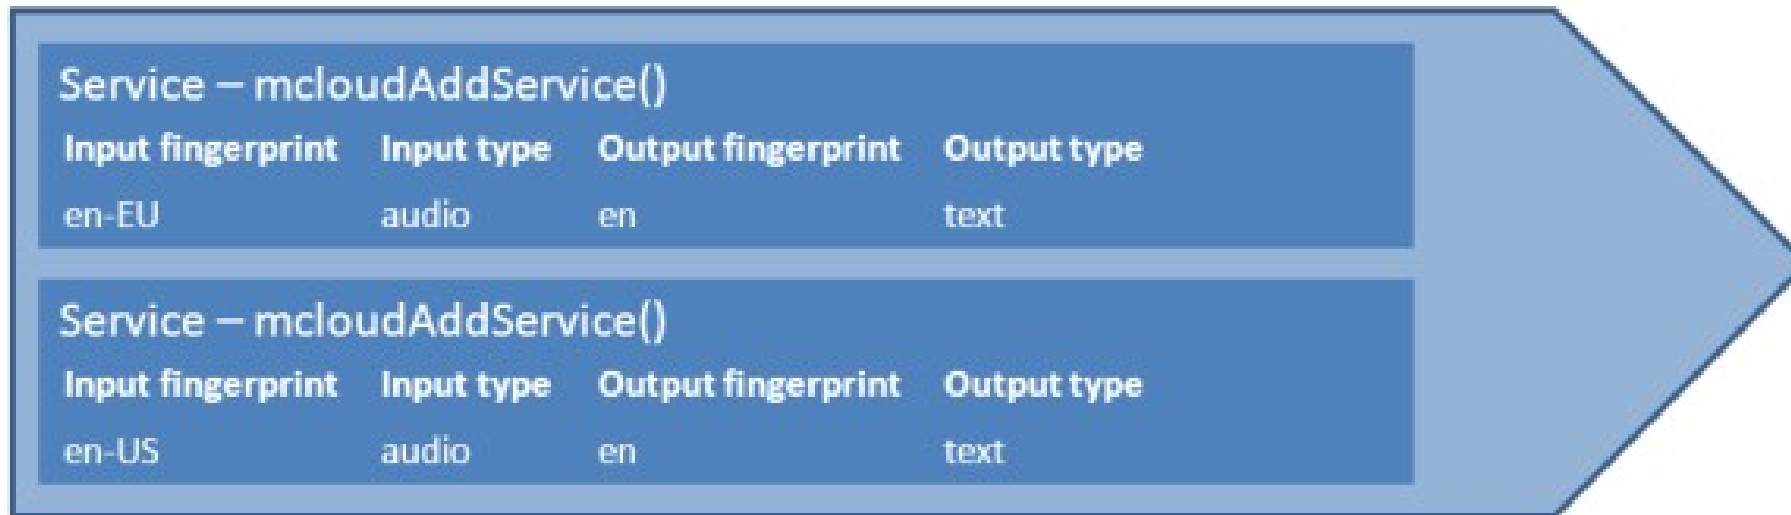 Service – mcloudAddService()
Input fingerprint Input type Output fingerprint Output type
en-EU audio en text
Service – mcloudAddService()
Input fingerprint Input type Output fingerprint Output type
en-US audio en text